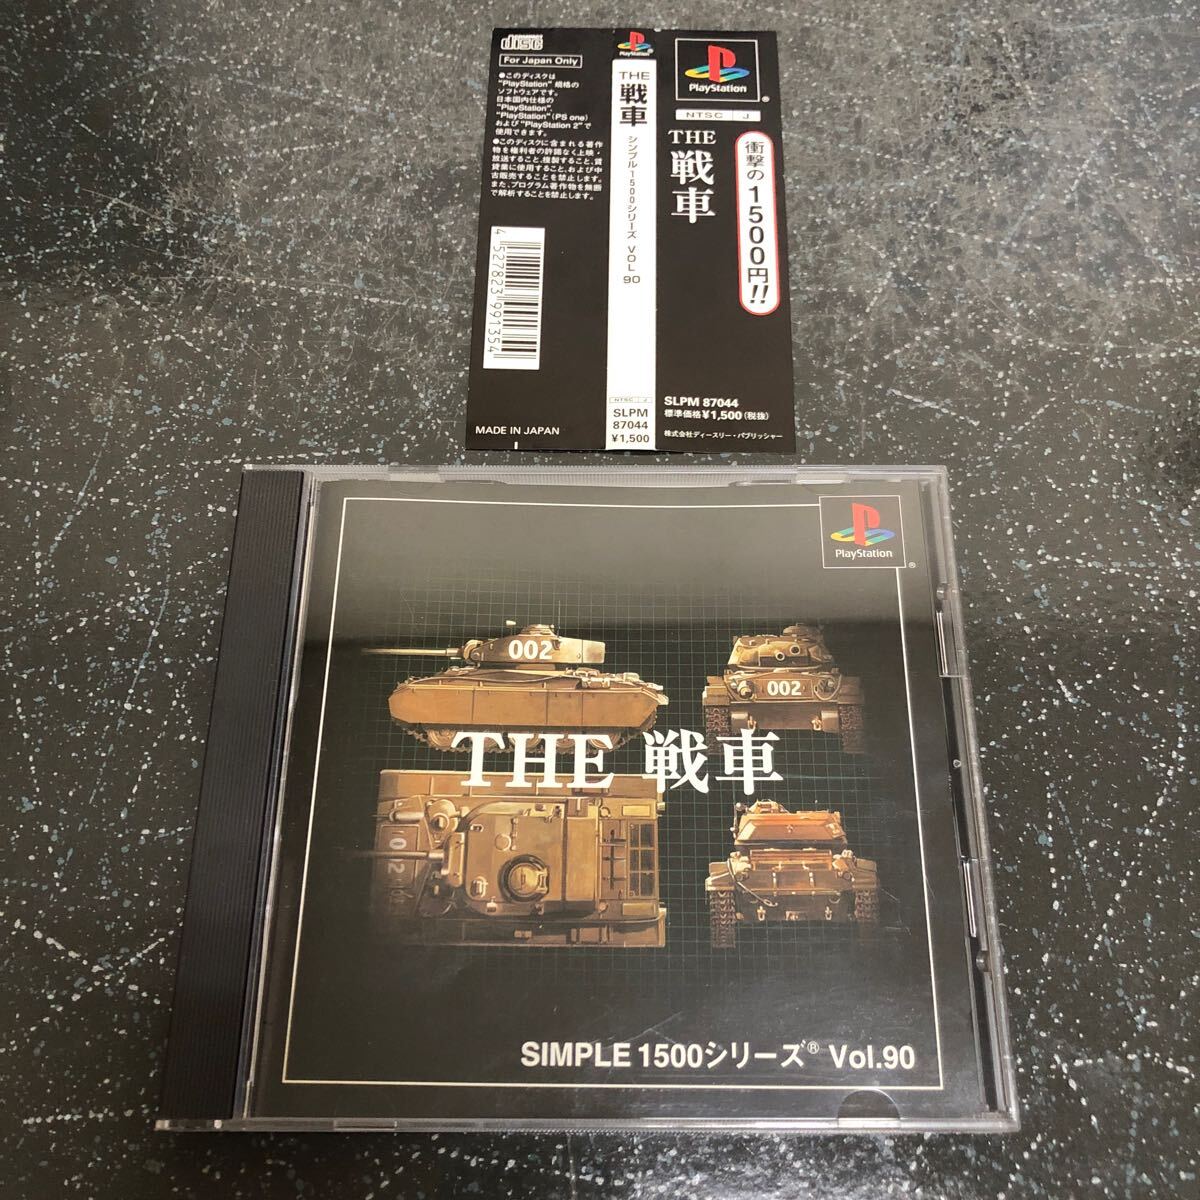 COMPACT
disc
For Japan Only
●このディスクは
"PlayStation" 規格の
ソフトウェアです。
日本国内仕様の
"PlayStation",
"PlayStation"(PS one)
および"PlayStation 2"で
使用できます。
●このディスクに含まれる著作
物を権利者の許諾なく上映・
放送すること、複製すること、賃
貸業に使用すること、および中
古販売することを禁止します。
また、プログラム著作物を無断
で解析することを禁止します。
4 527823 991354
MADE IN JAPAN
PlayStation
THE
戦車
シンプル1500シリーズ VOL.90
NTSC J
SLPM
87044
¥1,500
PlayStation
®
NTSC J
THE
戦車
衝撃の1500円!!
SLPM 87044
標準価格¥1,500(税抜)
株式会社ディースリー・パブリッシャー
PlayStation
®
002
002
THE 戦車
002
SIMPLE 1500シリーズ® Vol.90